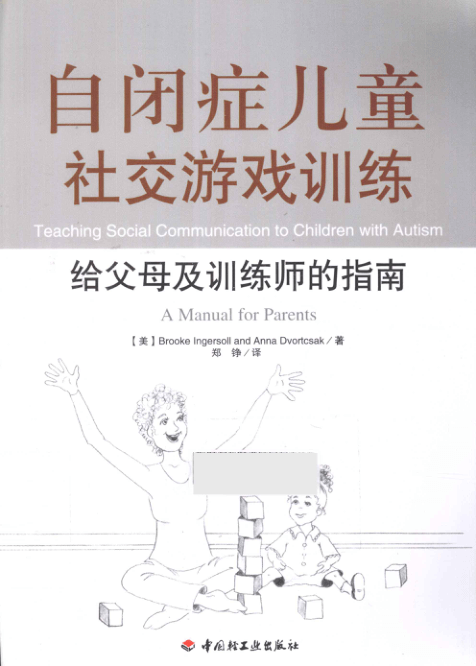 自闭症儿童
社交游戏训练
Teaching Social Communication to Children with Autism
给父母及训练师的指南
A Manual for Parents
【美】Brooke Ingersoll and Anna Dvortcsak／著
郑 铮／译
中国轻工业出版社